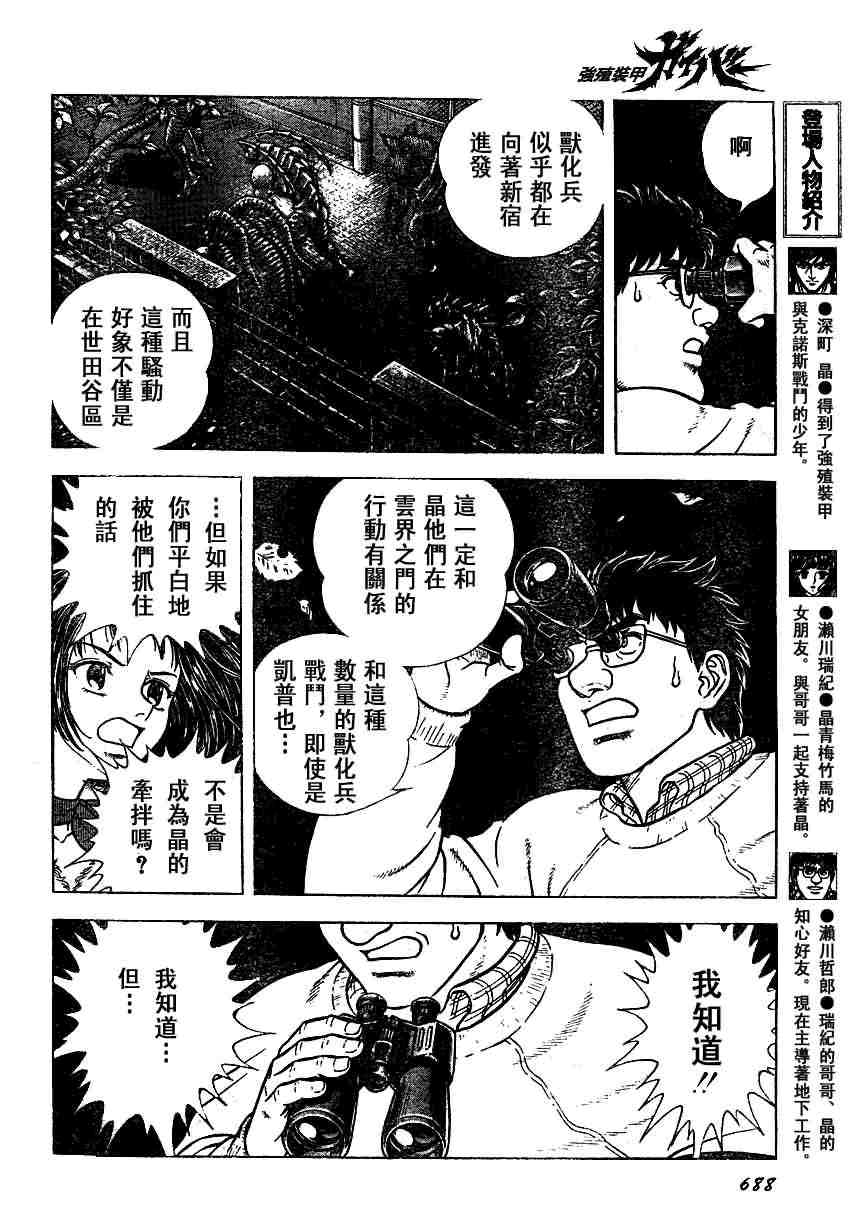 強殖裝甲
ガイバー
登場人物紹介
●深町 晶●得到了強殖裝甲
與克諾斯戰鬥的少年。
●瀨川瑞紀●晶青梅竹馬的
女朋友。與哥哥一起支持著晶。
●瀨川哲郎●瑞紀的哥哥、晶的
知心好友。現在主導著地下工作。
啊
獸化兵
似乎都在
向著新宿
進發
而且
這種騷動
好象不僅是
在世田谷區
這一定和
晶他們在
雲界之門的
行動有關係
和這種
數量的獸化兵
戰鬥，即使是
凱普也…
…但如果
你們平白地
被他們抓住
的話
不是會
成為晶的
牽拌嗎？
我知道!!
我知道…
但…
688